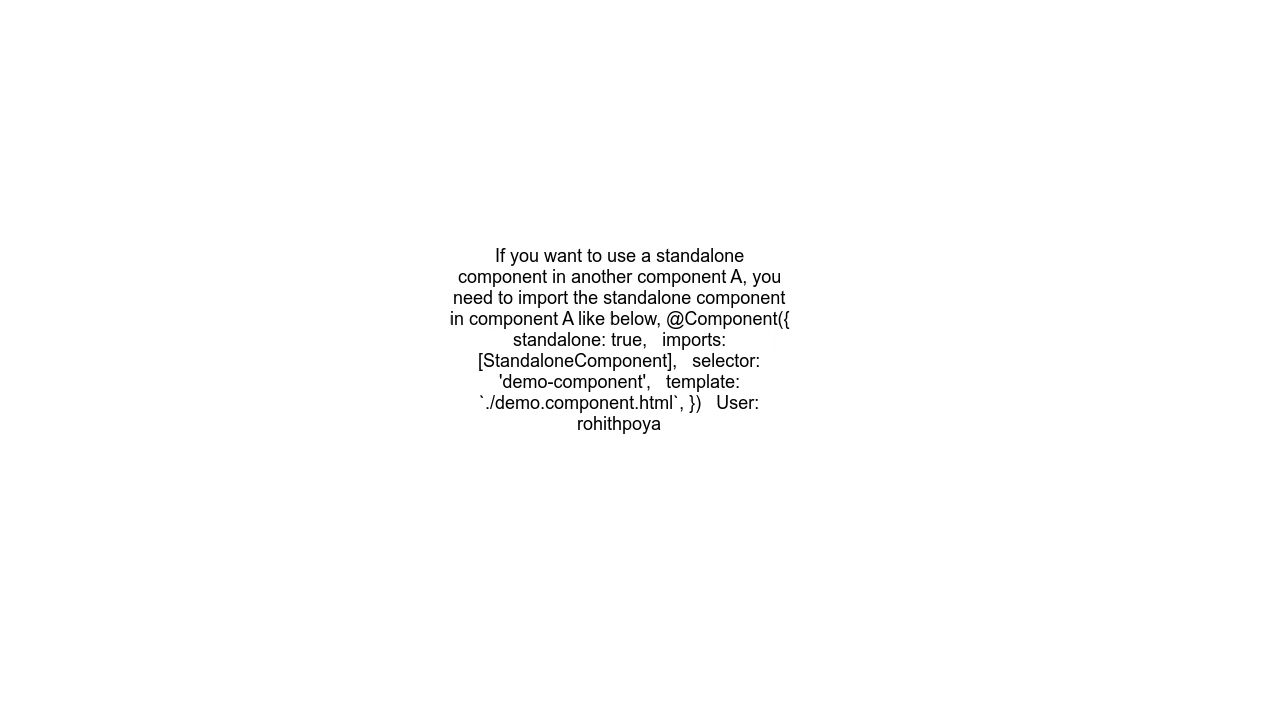 If you want to use a standalone
component in another component A, you
need to import the standalone component
in component A like below, @Component({
standalone: true,   imports:
[StandaloneComponent],   selector:
'demo-component',   template:
`./demo.component.html`, })   User:
rohithpoya